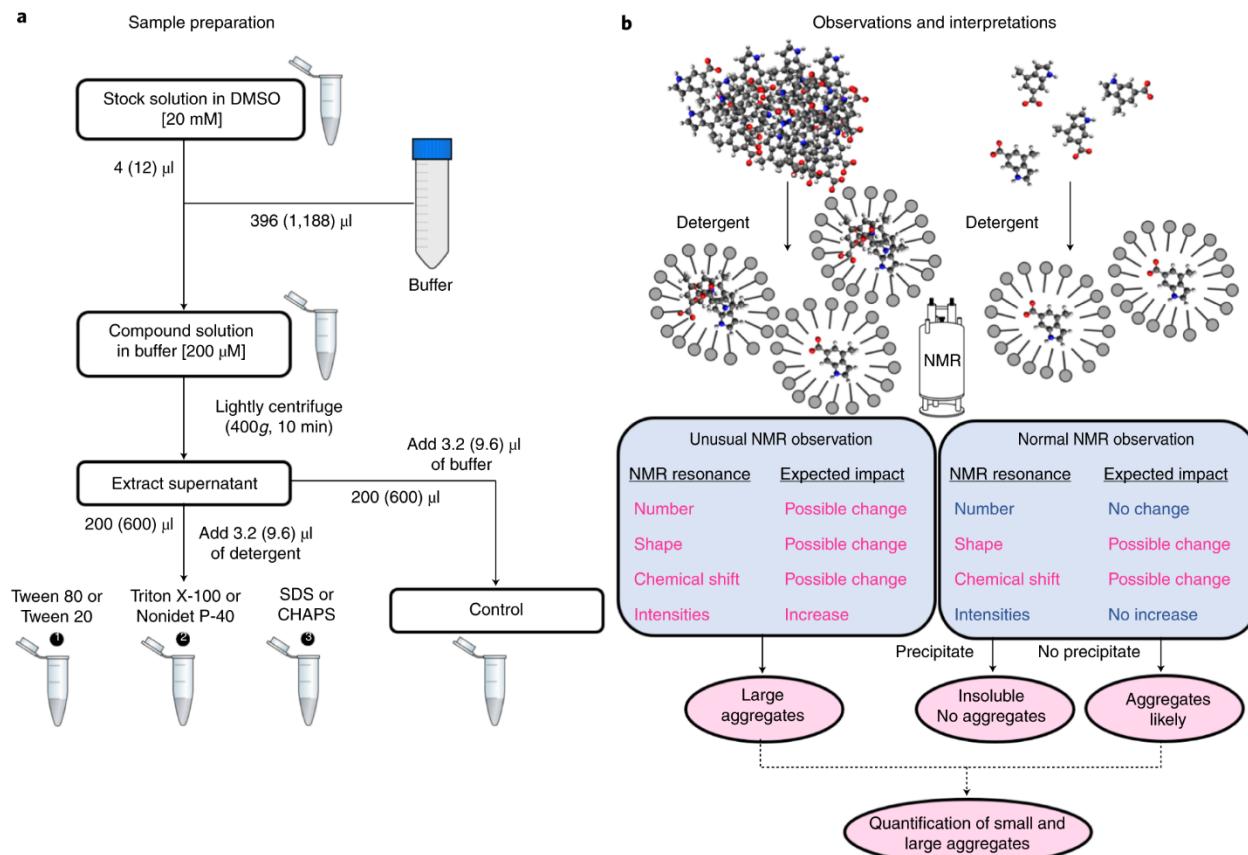 a
Sample preparation
Stock solution in DMSO
[20 mM]
4 (12) µl
396 (1,188) µl
Buffer
Compound solution
in buffer [200 µM]
Lightly centrifuge
(400g, 10 min)
Add 3.2 (9.6) µl
of buffer
Extract supernatant
200 (600) µl
200 (600) µl
Add 3.2 (9.6) µl
of detergent
Tween 80 or
Tween 20
1
Triton X-100 or
Nonidet P-40
2
SDS or
CHAPS
3
Control
b
Observations and interpretations
Detergent
Detergent
NMR
Unusual NMR observation
NMR resonance Expected impact
Number Possible change
Shape Possible change
Chemical shift Possible change
Intensities Increase
Normal NMR observation
NMR resonance Expected impact
Number No change
Shape Possible change
Chemical shift Possible change
Intensities No increase
Precipitate
No precipitate
Large
aggregates
Insoluble
No aggregates
Aggregates
likely
Quantification of small and
large aggregates